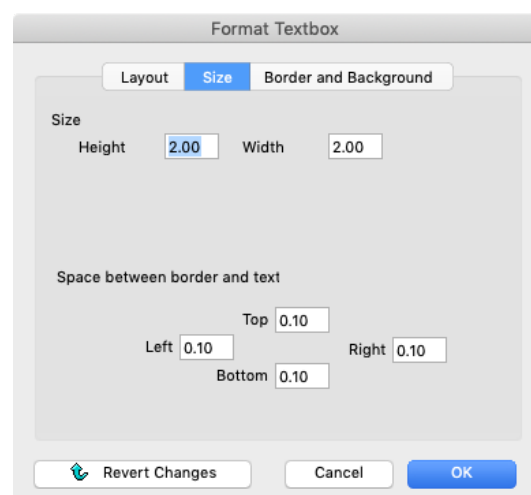 Format Textbox
Layout Size Border and Background
Size
Height 2.00 Width 2.00
Space between border and text
Top 0.10
Left 0.10 Right 0.10
Bottom 0.10
Revert Changes Cancel OK